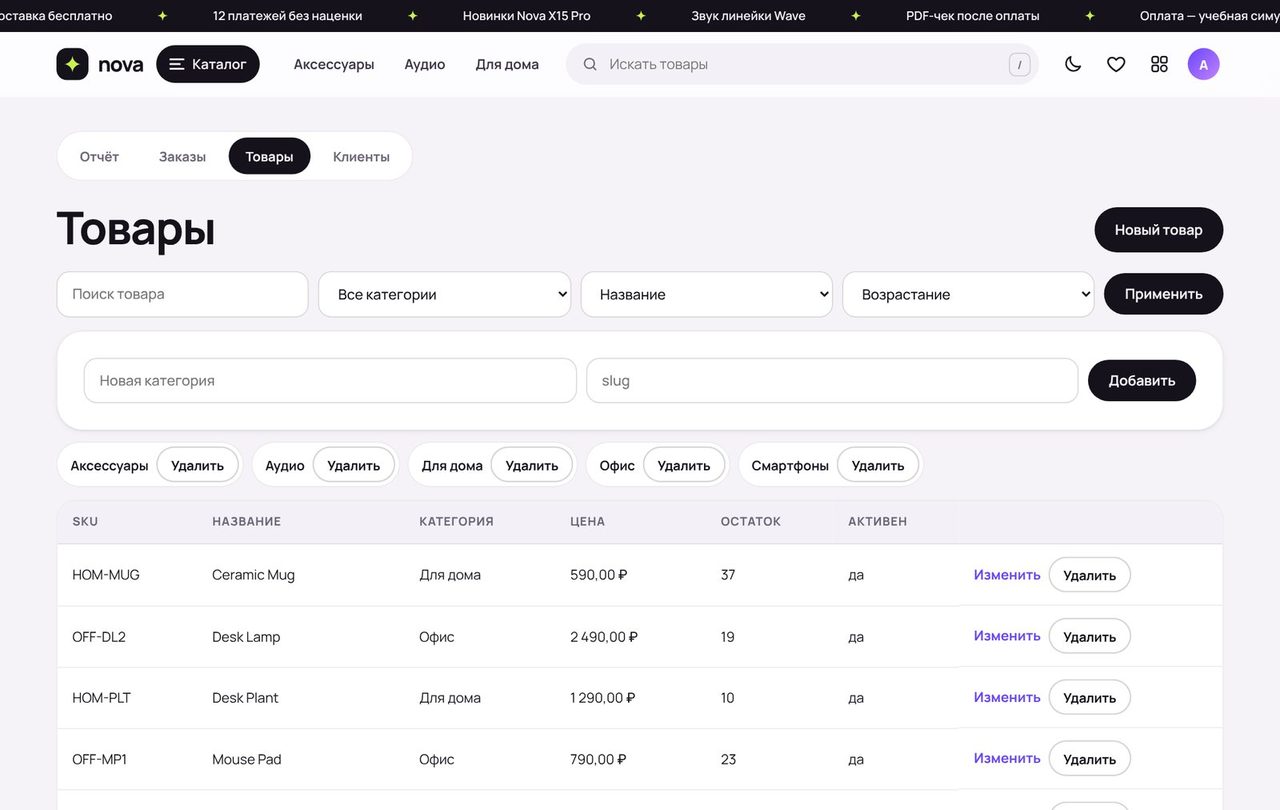 оставка бесплатно ✦ 12 платежей без наценки ✦ Новинки Nova X15 Pro ✦ Звук линейки Wave ✦ PDF-чек после оплаты ✦ Оплата — учебная симу
nova Каталог Аксессуары Аудио Для дома Искать товары / A
Отчёт Заказы Товары Клиенты
Товары Новый товар
Поиск товара Все категории Название Возрастание Применить
Новая категория slug Добавить
Аксессуары Удалить Аудио Удалить Для дома Удалить Офис Удалить Смартфоны Удалить
SKU НАЗВАНИЕ КАТЕГОРИЯ ЦЕНА ОСТАТОК АКТИВЕН
HOM-MUG Ceramic Mug Для дома 590,00 ₽ 37 да Изменить Удалить
OFF-DL2 Desk Lamp Офис 2 490,00 ₽ 19 да Изменить Удалить
HOM-PLT Desk Plant Для дома 1 290,00 ₽ 10 да Изменить Удалить
OFF-MP1 Mouse Pad Офис 790,00 ₽ 23 да Изменить Удалить